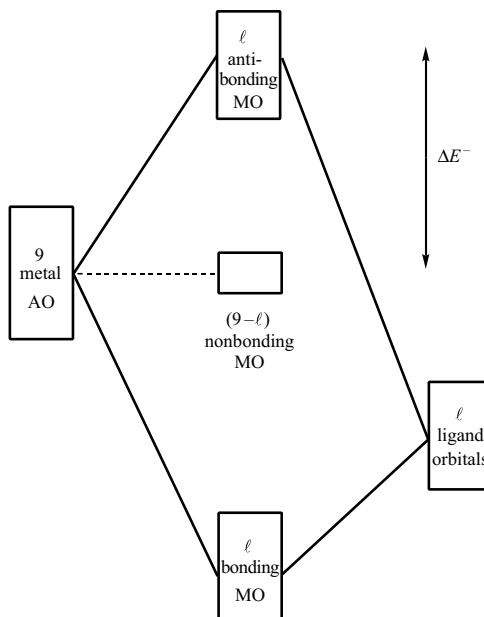 ℓ
anti-
bonding
MO
ΔE⁻
9
metal
AO
(9−ℓ)
nonbonding
MO
ℓ
ligand
orbitals
ℓ
bonding
MO